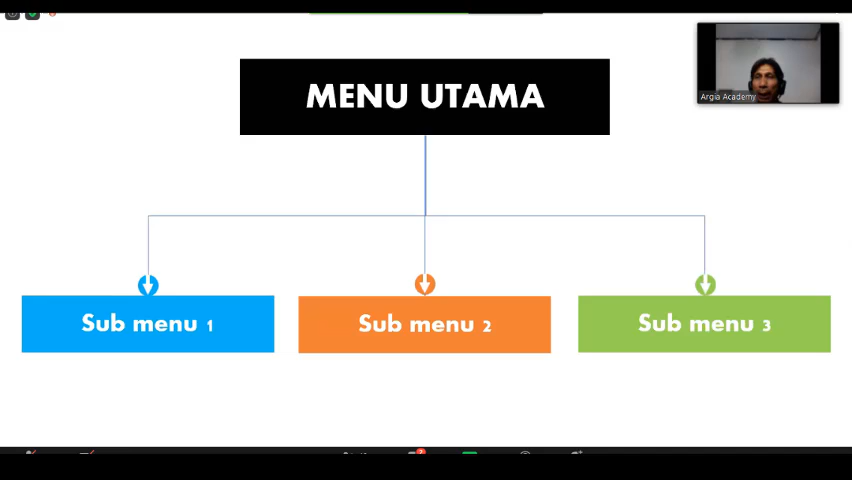 MENU UTAMA
Argia Academy
Sub menu 1
Sub menu 2
Sub menu 3